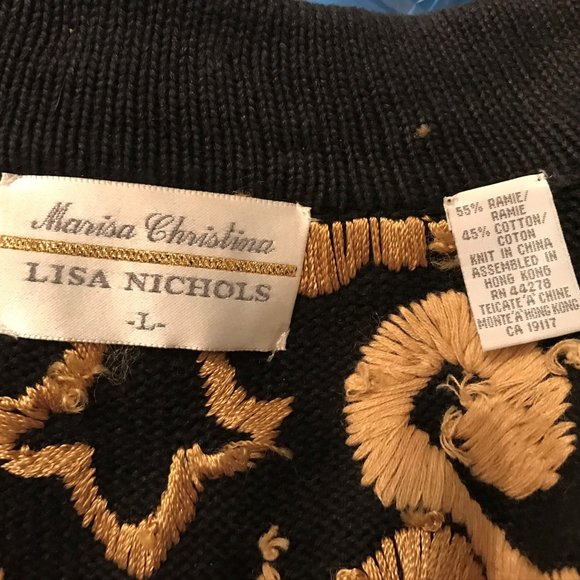 Marisa Christina
LISA NICHOLS
-L-
55% RAMIE/
RAMIE
45% COTTON/
COTON
KNIT IN CHINA
ASSEMBLED IN
HONG KONG
RN 44278
TEICATE'A' CHINE
MONTE'A'HONG KONG
CA 19117